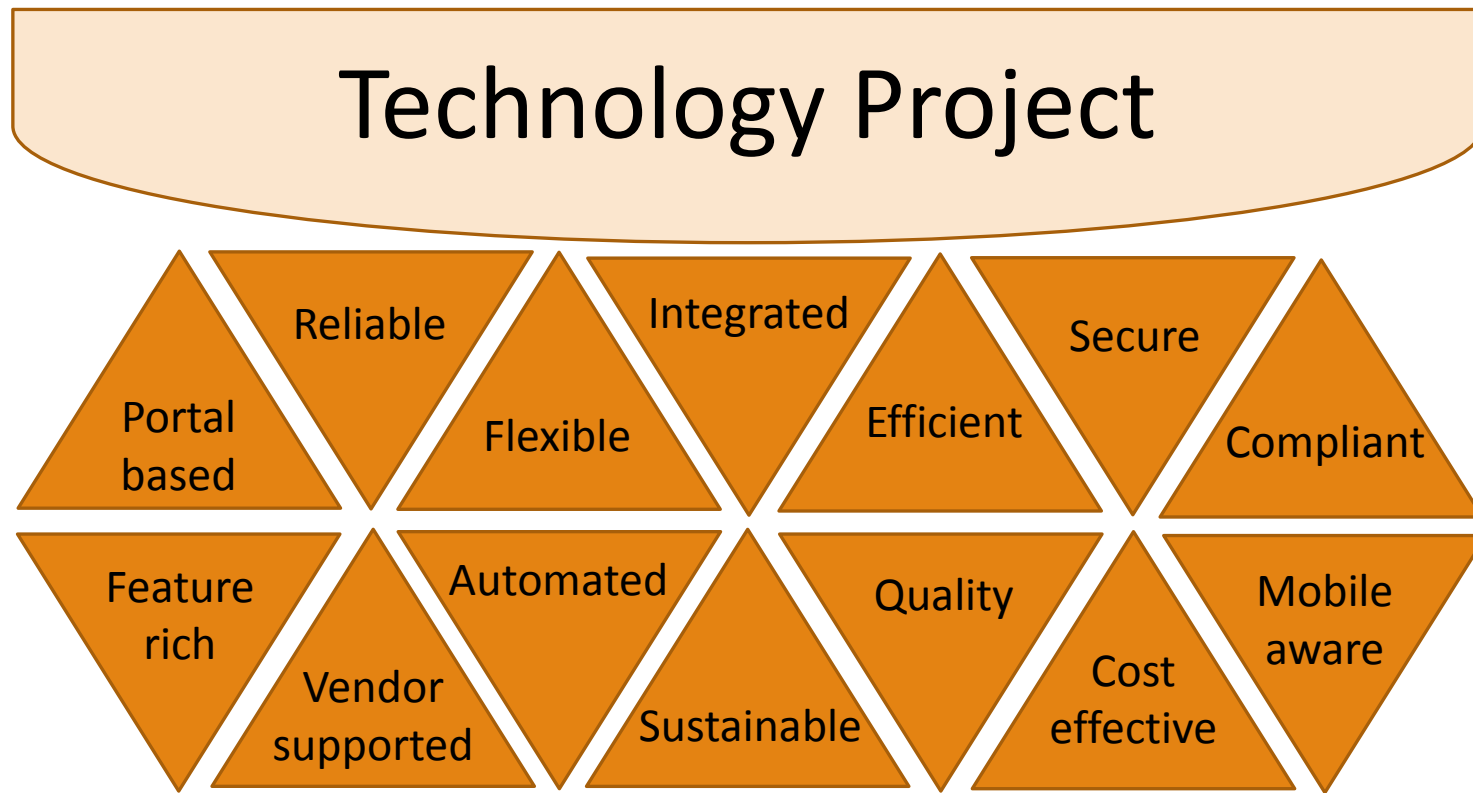 Technology Project
Portal
based
Reliable
Flexible
Integrated
Efficient
Secure
Compliant
Feature
rich
Vendor
supported
Automated
Sustainable
Quality
Cost
effective
Mobile
aware